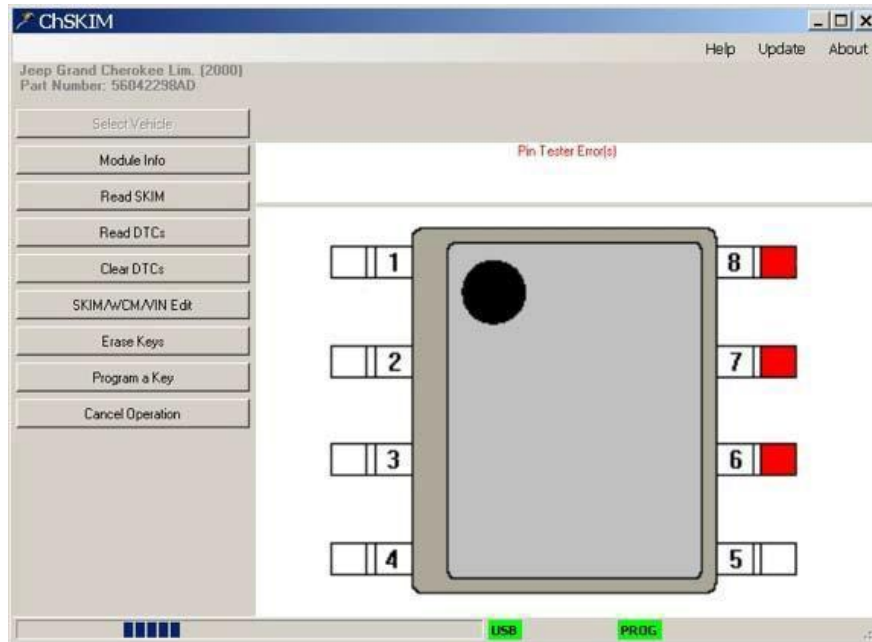 ChSKIM
Help Update About
Jeep Grand Cherokee Lim. (2000)
Part Number: 56042298AD
Select Vehicle
Module Info
Read SKIM
Read DTCs
Clear DTCs
SKIM/WCM/VIN Edit
Erase Keys
Program a Key
Cancel Operation
Pin Tester Error(s)
1 8
2 7
3 6
4 5
USB PROG